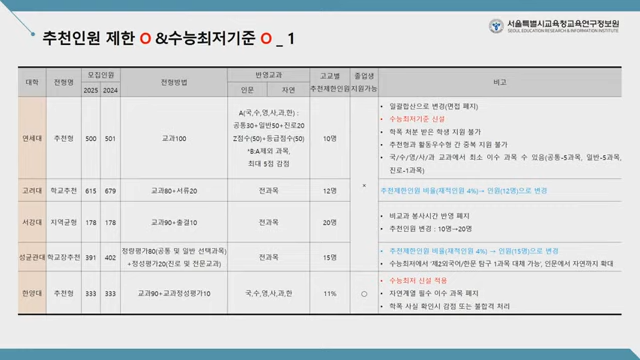 서울특별시교육청교육연구정보원
SEOUL EDUCATION RESEARCH & INFORMATION INSTITUTE
추천인원 제한 O &수능최저기준 O _ 1
대학 전형명 모집인원 전형방법 반영교과 고교별 추천제한인원 졸업생 지원가능 비고
2025 2024 인문 자연
연세대 추천형 500 501 교과100
A(국,수,영,사,과,한) :
공통30+일반50+진로20
Z점수(50)+등급점수(50)
*B:A제외 과목,
최대 5점 감점
10명
×
• 일괄합산으로 변경(면접 폐지)
• 수능최저기준 신설
• 학폭 처분 받은 학생 지원 불가
• 추천형과 활동우수형 간 중복 지원 불가
• 국/수/영/사/과 교과에서 최소 이수 과목 수 있음(공통-5과목, 일반-5과목,
진로-1과목)
고려대 학교추천 615 679 교과80+서류20 전과목 12명
추천제한인원 비율(재학인원 4%)→ 인원(12명)으로 변경
서강대 지역균형 178 178 교과90+출결10 전과목 20명
• 비교과 봉사시간 반영 폐지
• 추천인원 변경 : 10명→20명
성균관대 학교장추천 391 402
정량평가80(공통 및 일반 선택과목)
+정성평가20(진로 및 전문교과)
전과목 15명
• 추천제한인원 비율(재학인원 4%) → 인원(15명)으로 변경
• 수능최저에서 '제2외국어/한문 탐구 1과목 대체 가능', 인문에서 자연까지 확대
한양대 추천형 333 333 교과90+교과정성평가10 국,수,영,사,과,한 11% ○
• 수능최저 신설 적용
• 자연계열 필수 이수 과목 폐지
• 학폭 사실 확인시 감점 또는 불합격 처리